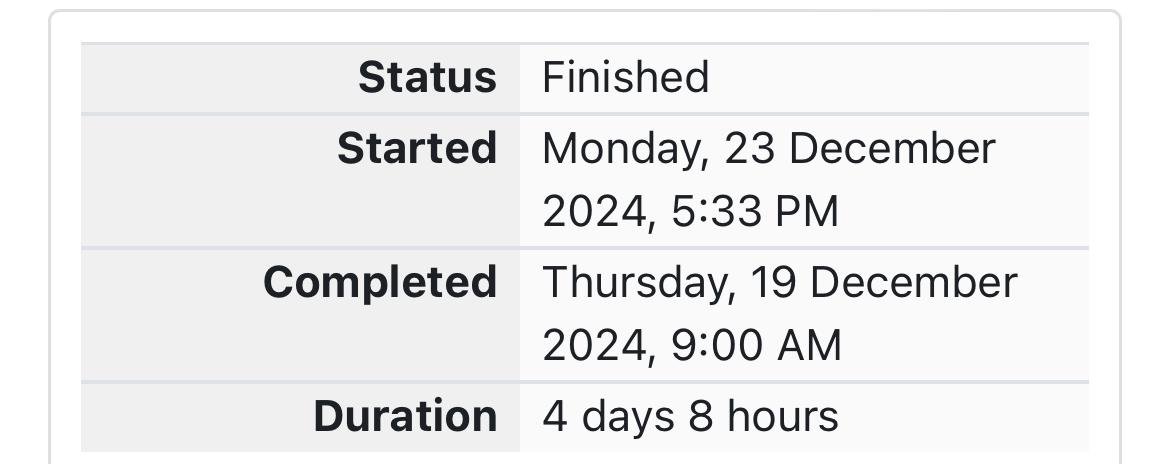 Status Finished
Started Monday, 23 December
2024, 5:33 PM
Completed Thursday, 19 December
2024, 9:00 AM
Duration 4 days 8 hours